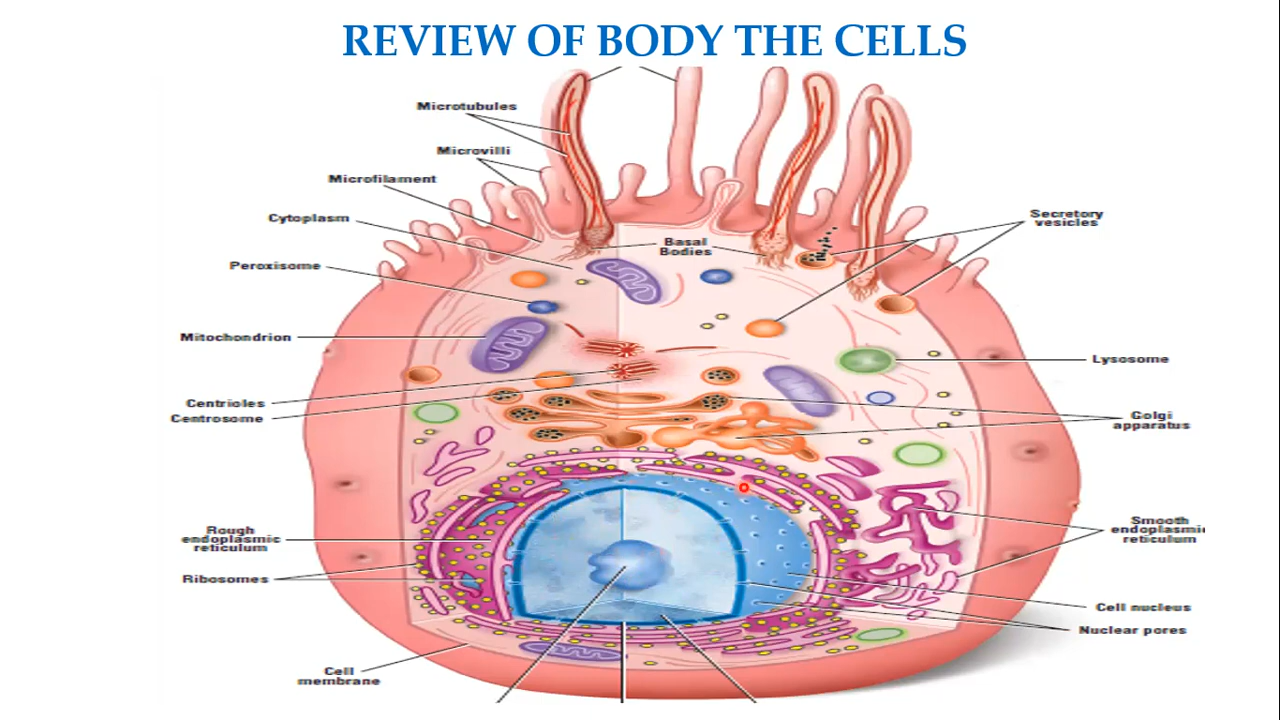 REVIEW OF BODY THE CELLS
Microtubules
Microvilli
Microfilament
Cytoplasm
Peroxisome
Mitochondrion
Centrioles
Centrosome
Rough
endoplasmic
reticulum
Ribosomes
Cell
membrane
Basal
Bodies
Secretory
vesicles
Lysosome
Golgi
apparatus
Smooth
endoplasmi
reticulum
Cell nucleus
Nuclear pores